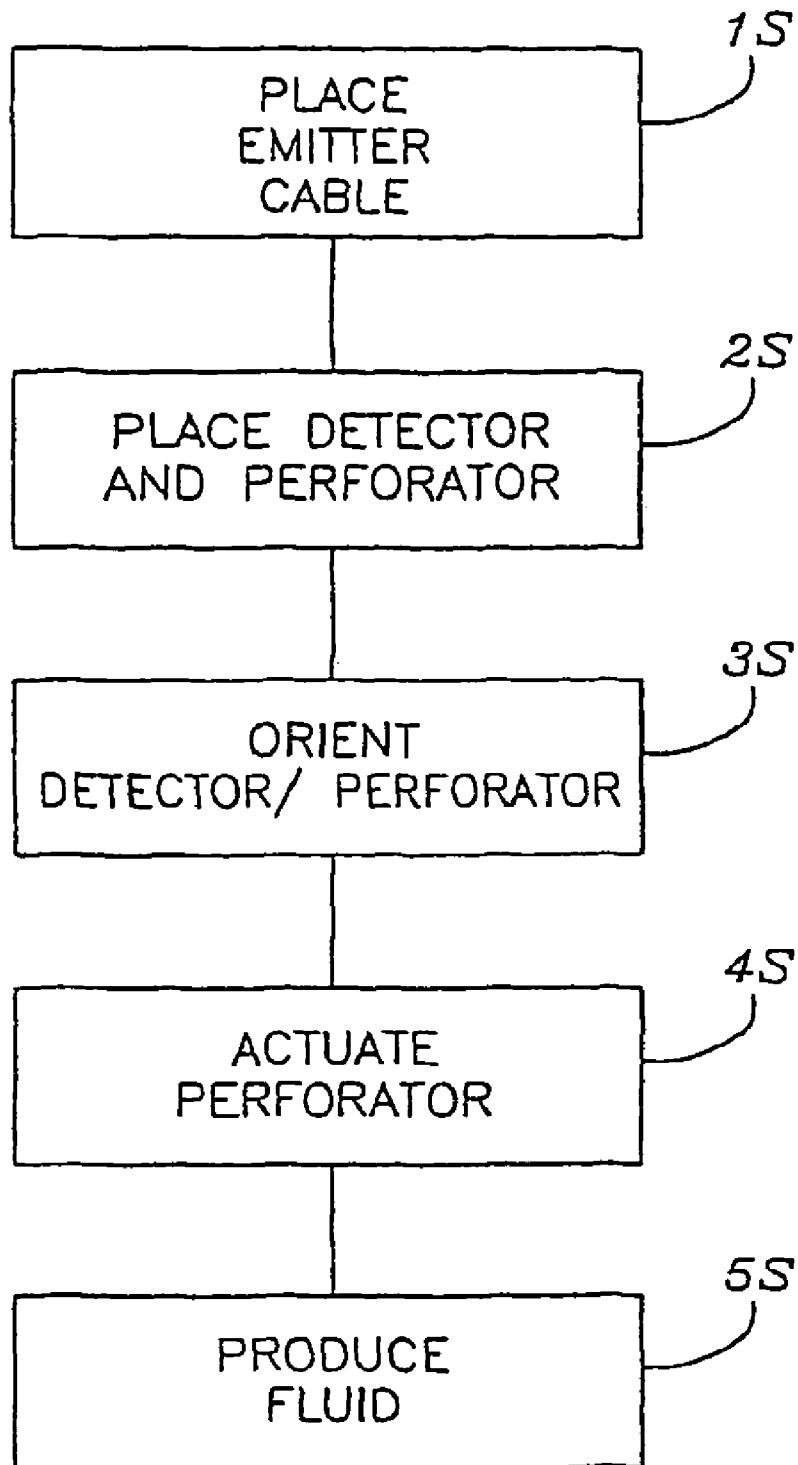 1S
PLACE
EMITTER
CABLE
2S
PLACE DETECTOR
AND PERFORATOR
3S
ORIENT
DETECTOR/ PERFORATOR
4S
ACTUATE
PERFORATOR
5S
PRODUCE
FLUID